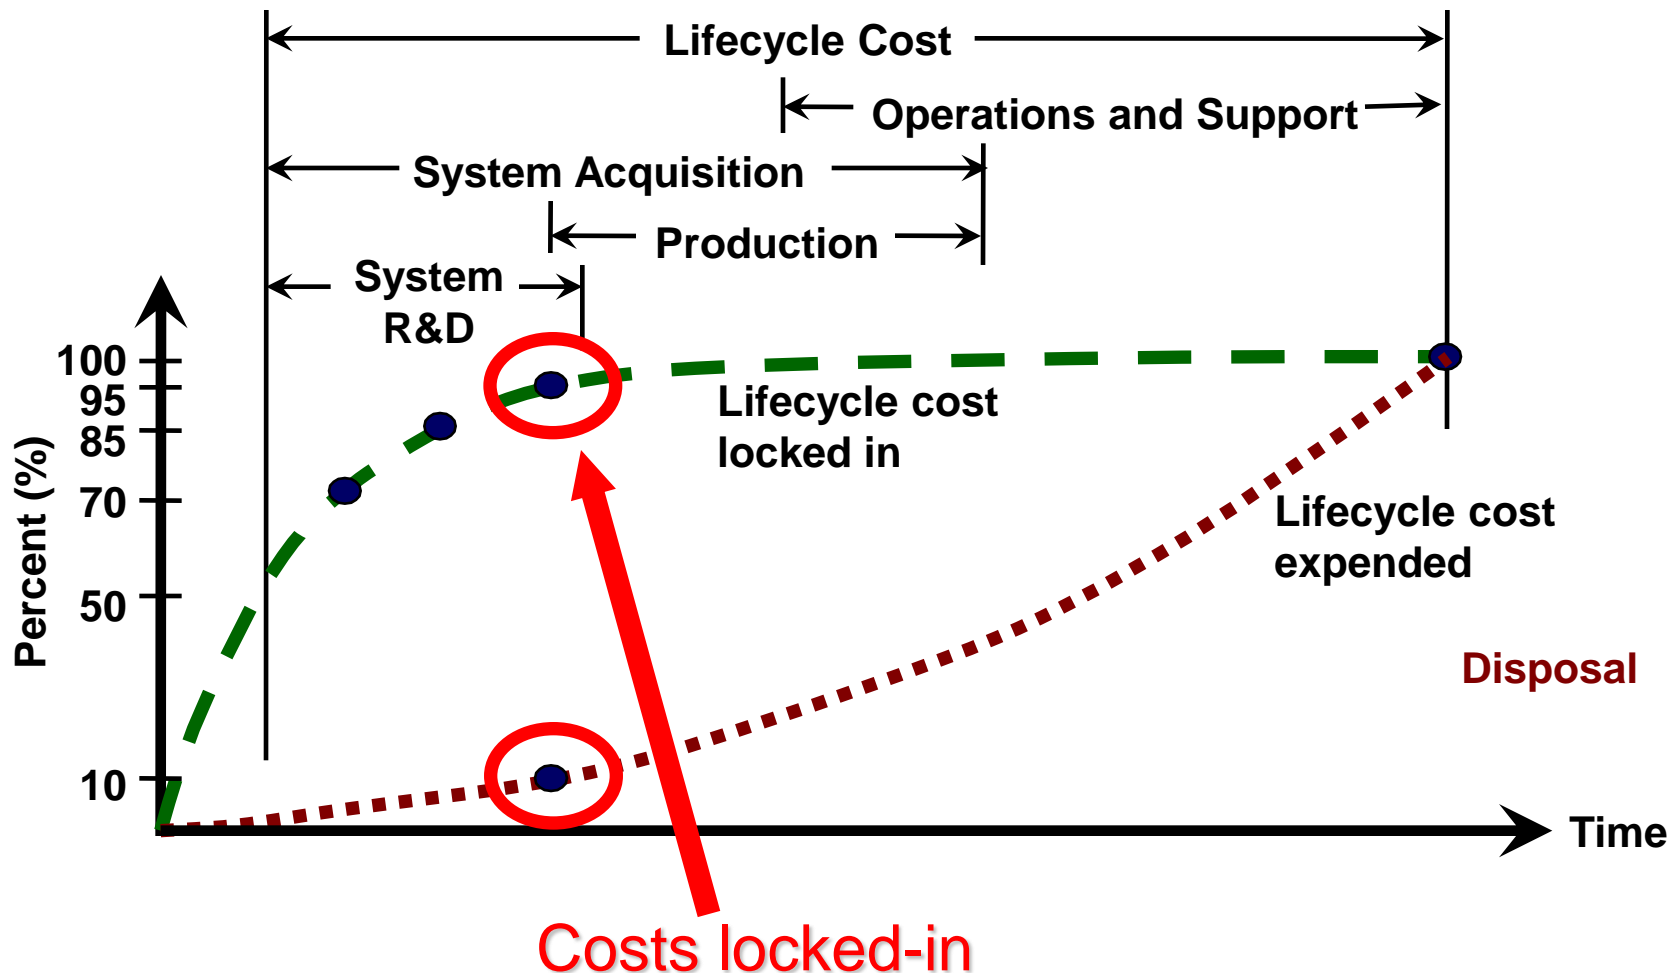 Lifecycle Cost
Operations and Support
System Acquisition
Production
System
R&D
100
95
85
70
50
10
Percent (%)
Lifecycle cost
locked in
Lifecycle cost
expended
Disposal
Time
Costs locked-in